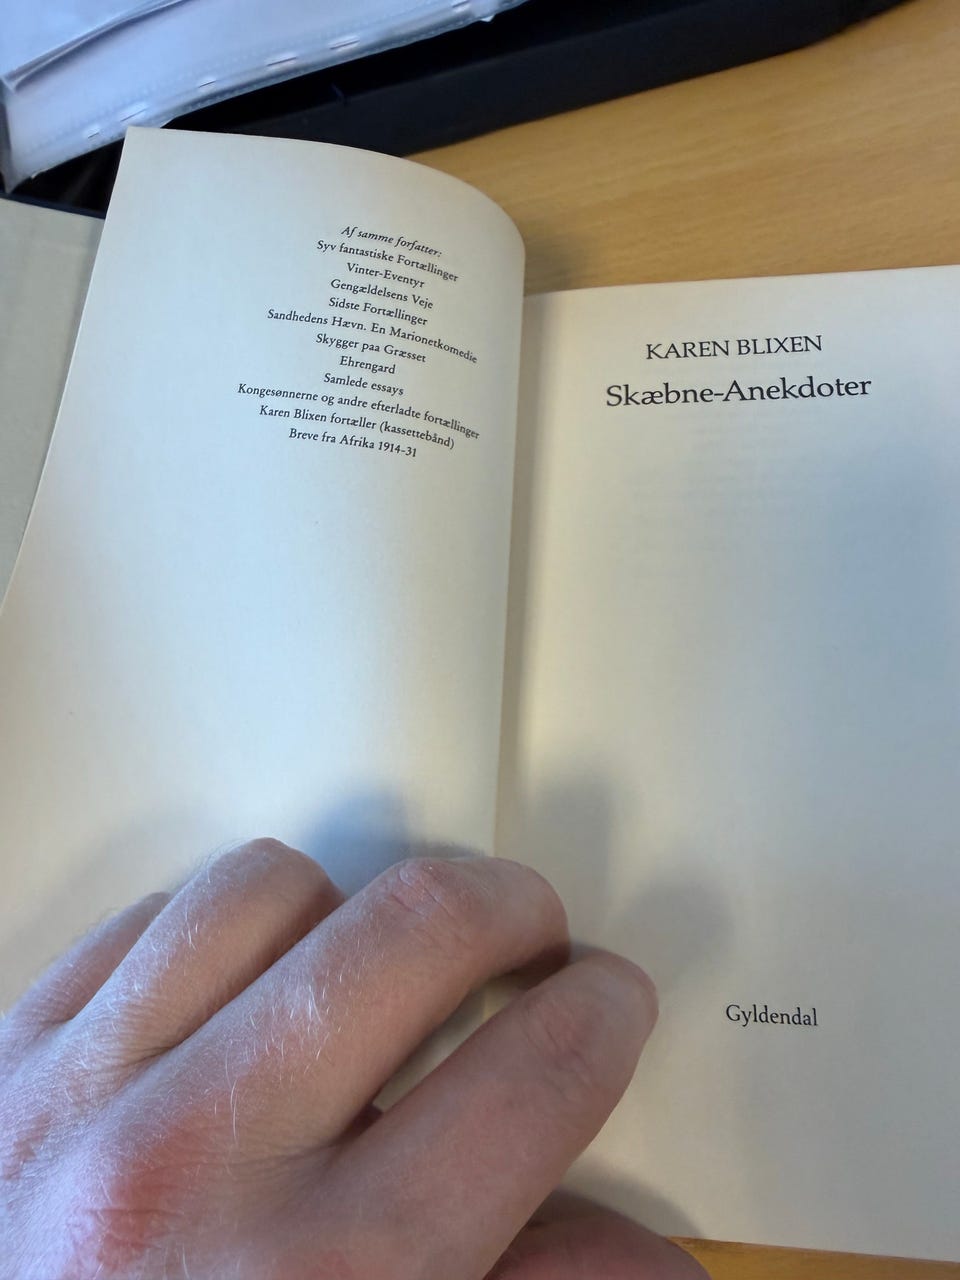 Af samme forfatter:
Syv fantastiske Fortællinger
Vinter-Eventyr
Gengældelsens Veje
Sidste Fortællinger
Sandhedens Hævn. En Marionetkomedie
Skygger paa Græsset
Ehrengard
Samlede essays
Kongesønnerne og andre efterladte fortællinger
Karen Blixen fortæller (kassettebånd)
Breve fra Afrika 1914-31
KAREN BLIXEN
Skæbne-Anekdoter
Gyldendal